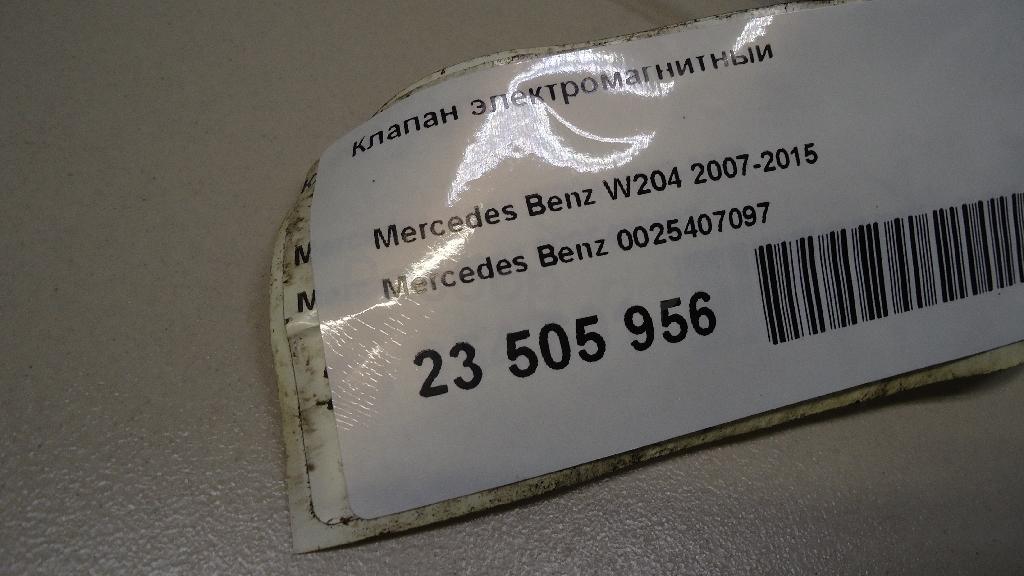 клапан электромагнитный
Mercedes Benz W204 2007-2015
Mercedes Benz 0025407097
23 505 956